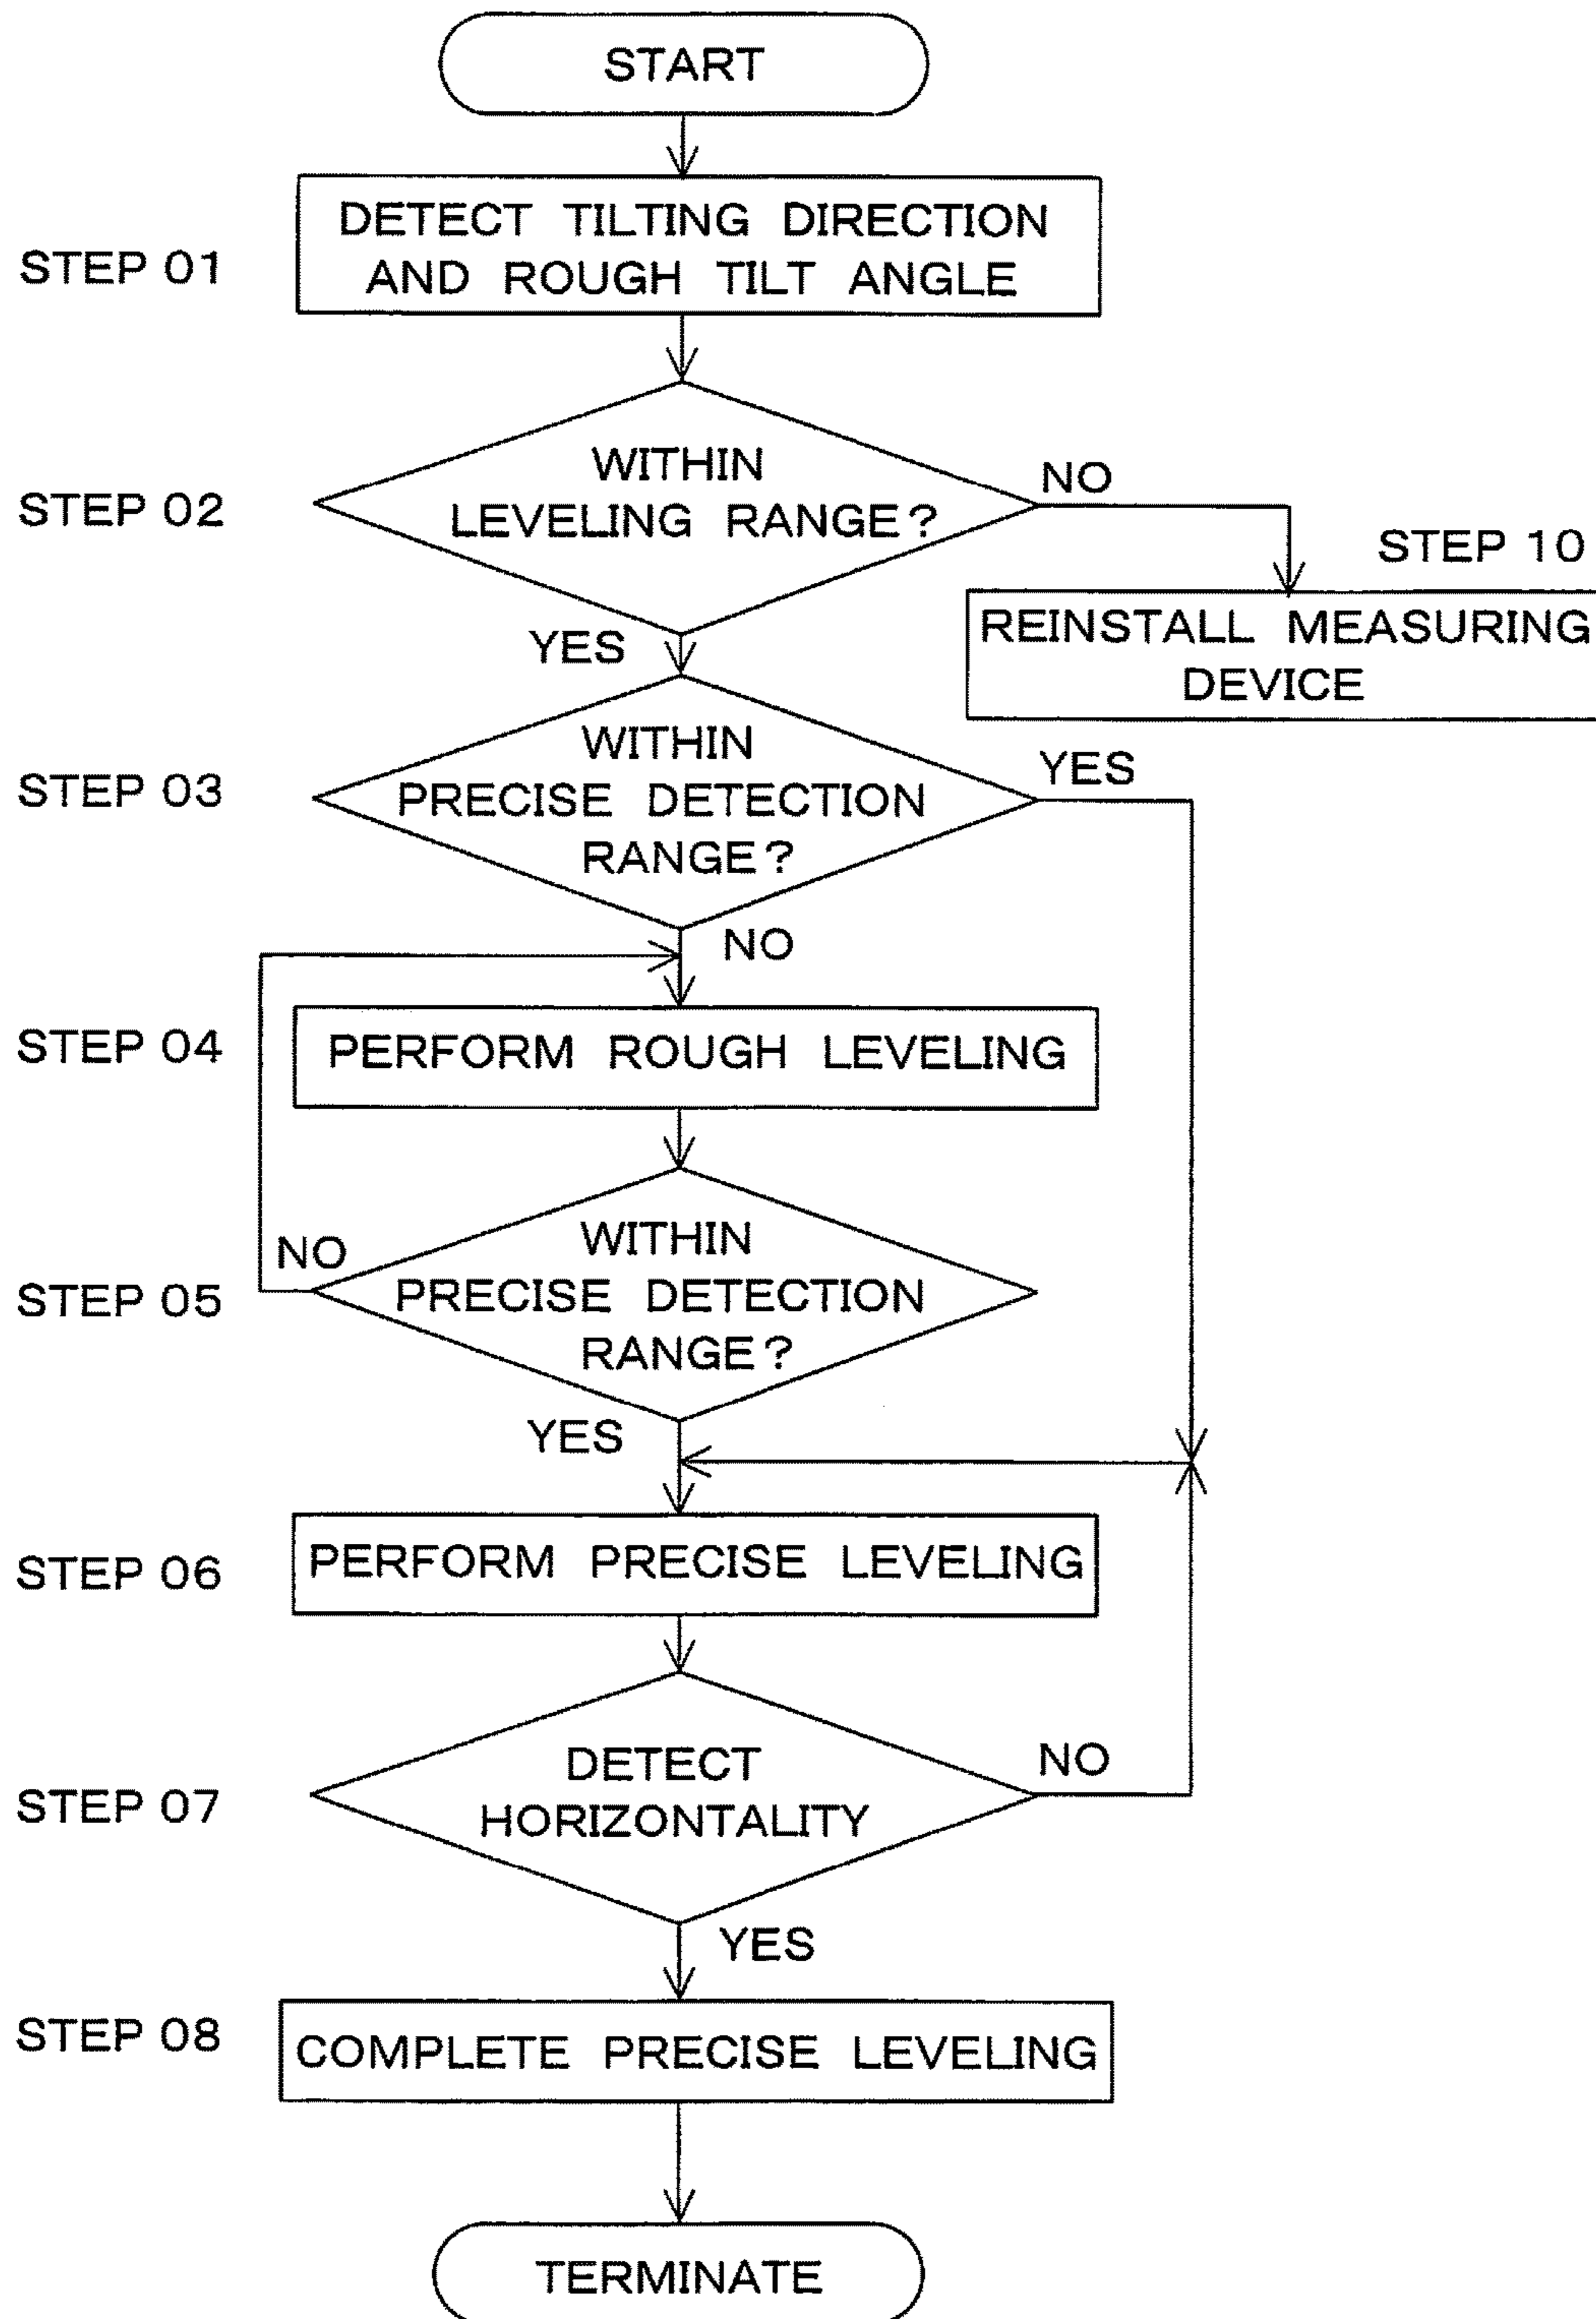 START
STEP 01
DETECT TILTING DIRECTION
AND ROUGH TILT ANGLE
STEP 02
WITHIN
LEVELING RANGE?
NO
STEP 10
REINSTALL MEASURING
DEVICE
YES
STEP 03
WITHIN
PRECISE DETECTION
RANGE?
YES
NO
STEP 04
PERFORM ROUGH LEVELING
STEP 05
NO
WITHIN
PRECISE DETECTION
RANGE?
YES
STEP 06
PERFORM PRECISE LEVELING
STEP 07
DETECT
HORIZONTALITY
NO
YES
STEP 08
COMPLETE PRECISE LEVELING
TERMINATE